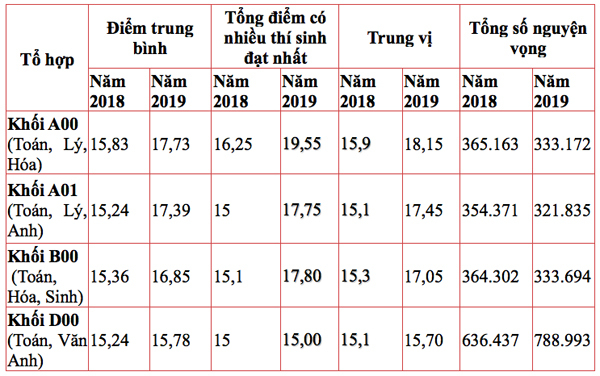 Tổ hợp
Điểm trung
bình
Tổng điểm có
nhiều thí sinh
đạt nhất
Trung vị
Tổng số nguyện
vọng
Năm
2018
Năm
2019
Năm
2018
Năm
2019
Năm
2018
Năm
2019
Năm
2018
Năm
2019
Khối A00
(Toán, Lý,
Hóa)
15,83
17,73
16,25
19,55
15,9
18,15
365.163
333.172
Khối A01
(Toán, Lý,
Anh)
15,24
17,39
15
17,75
15,1
17,45
354.371
321.835
Khối B00
(Toán,
Hóa, Sinh)
15,36
16,85
15,1
17,80
15,3
17,05
364.302
333.694
Khối D00
(Toán, Văn
Anh)
15,24
15,78
15
15,00
15,1
15,70
636.437
788.993